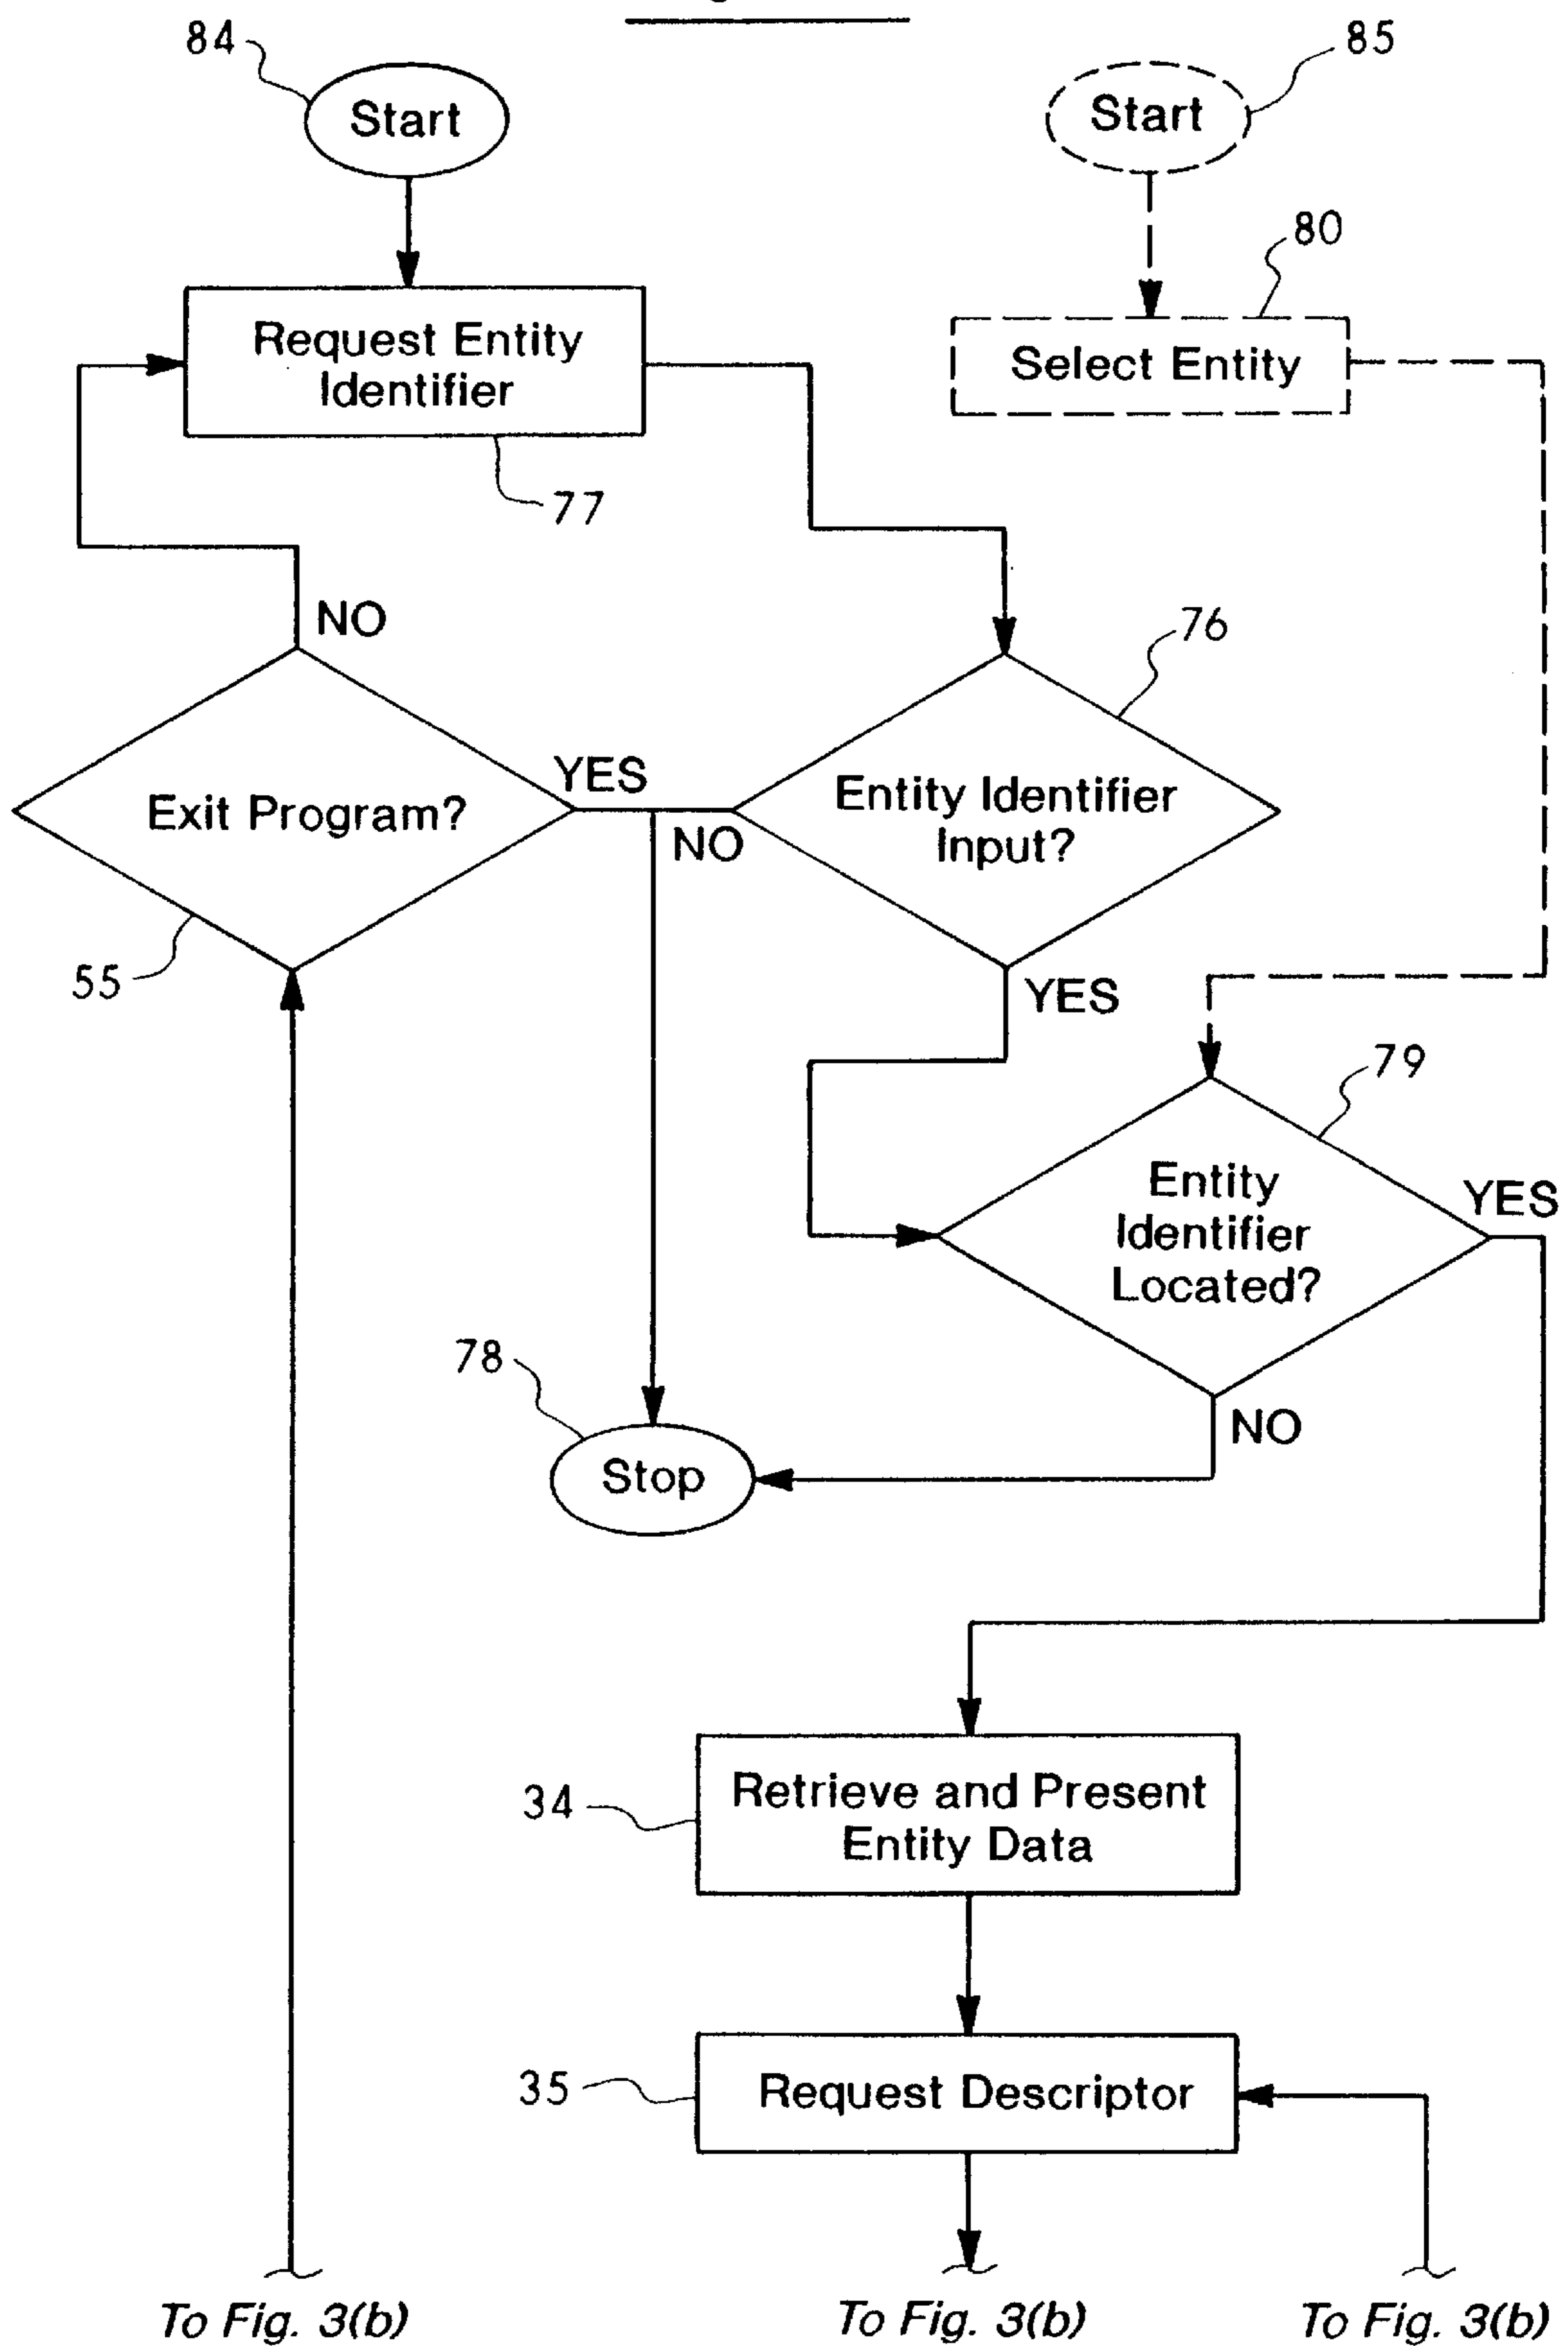 84
85
Start
Start
80
Request Entity
Identifier
Select Entity
77
NO
76
YES
Exit Program?
Entity Identifier
Input?
NO
55
YES
79
Entity
Identifier
Located?
YES
78
NO
Stop
34
Retrieve and Present
Entity Data
35
Request Descriptor
To Fig. 3(b)
To Fig. 3(b)
To Fig. 3(b)